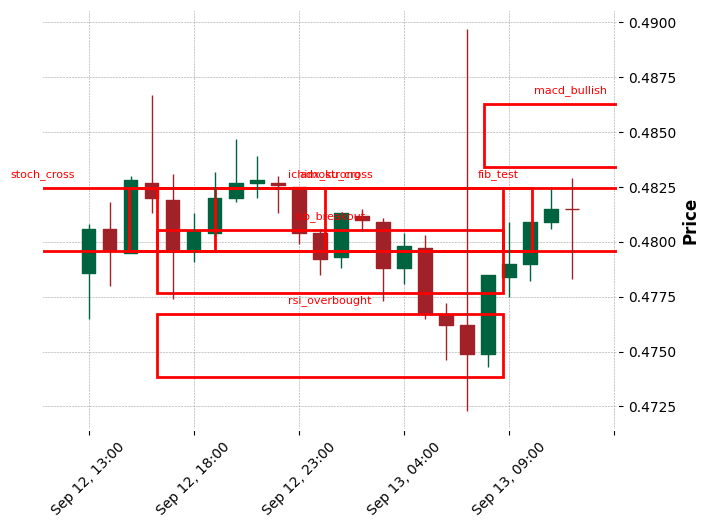 0.4900
0.4875
macd_bullish
0.4850
stoch_cross
fib_test
0.4825
0.4800
Price
0.4775
rsi_overbought
0.4750
0.4725
Sep 12, 13:00
Sep 12, 18:00
Sep 12, 23:00
Sep 13, 04:00
Sep 13, 09:00